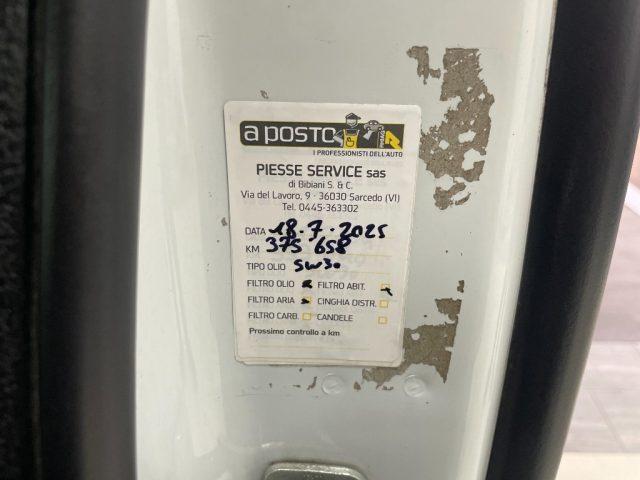 a posto
I PROFESSIONISTI DELL'AUTO
PIESSE SERVICE sas
di Bibiani S. & C.
Via del Lavoro, 9 - 36030 Sarcedo (VI)
Tel. 0445-363302
DATA 18.7.2025
KM 375 658
TIPO OLIO 5W30
FILTRO OLIO FILTRO ABIT.
FILTRO ARIA CINGHIA DISTR.
FILTRO CARB. CANDELE
Prossimo controllo a km